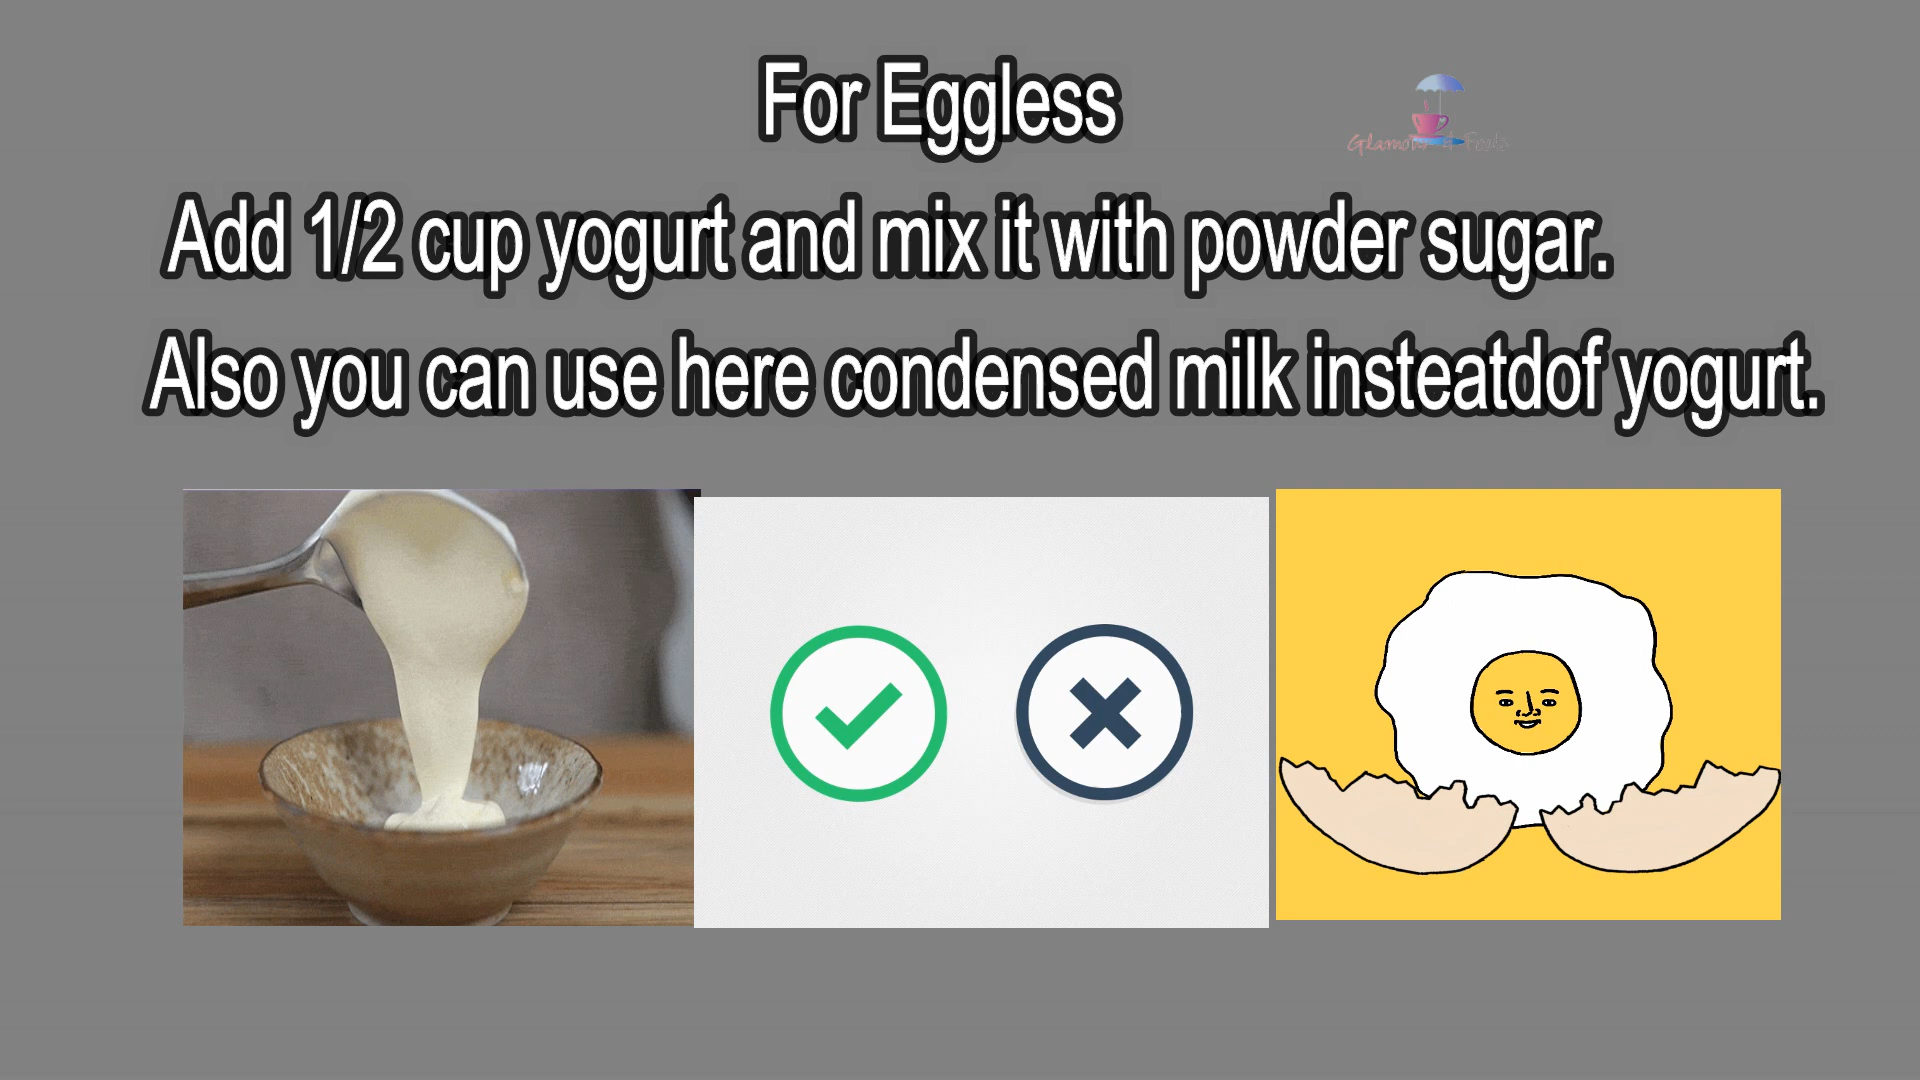 For Eggless
Add 1/2 cup yogurt and mix it with powder sugar.
Also you can use here condensed milk insteatdof yogurt.